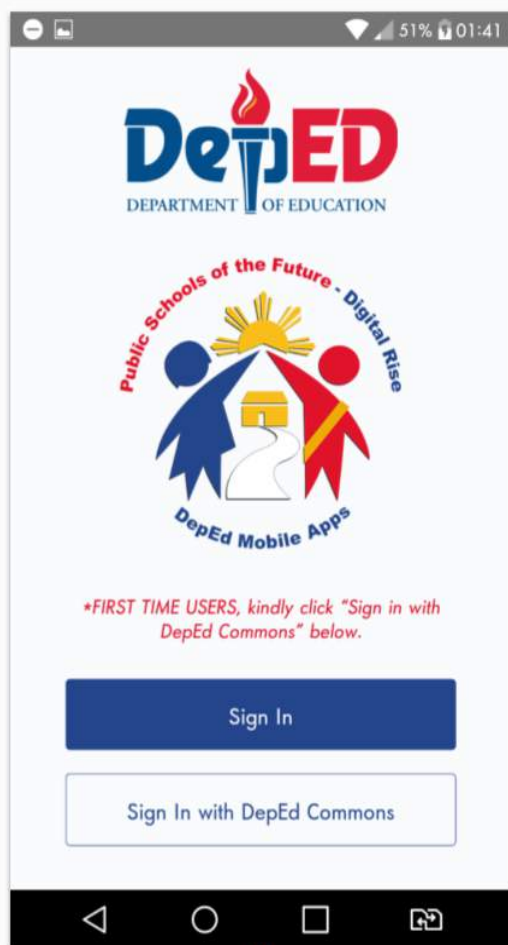 51% 01:41
DepED
DEPARTMENT OF EDUCATION
Public Schools of the Future - Digital Rise
DepEd Mobile Apps
*FIRST TIME USERS, kindly click “Sign in with
DepEd Commons” below.
Sign In
Sign In with DepEd Commons